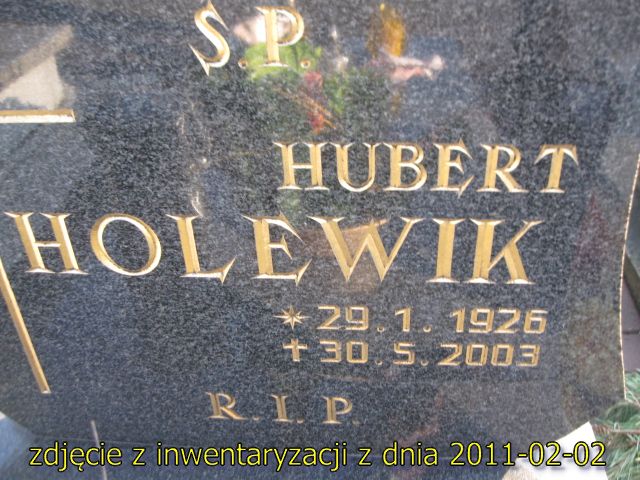 S.P.
HUBERT
HOLEWIK
* 29.1.1926
✝ 30.5.2003
R.I.P.
zdjęcie z inwentaryzacji z dnia 2011-02-02